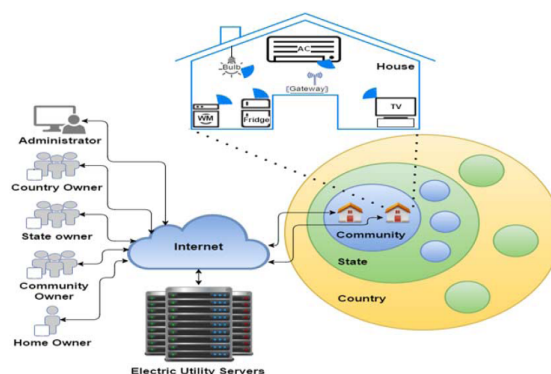 AC
Bulb
House
[Gateway]
WM
Fridge
TV
Administrator
Country Owner
State owner
Community
Owner
Home Owner
Internet
Electric Utility Servers
Community
State
Country